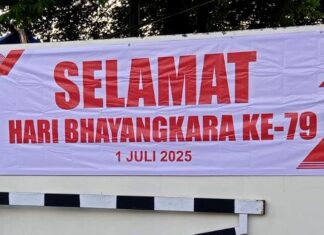 SELAMAT
HARI BHAYANGKARA KE-79
1 JULI 2025